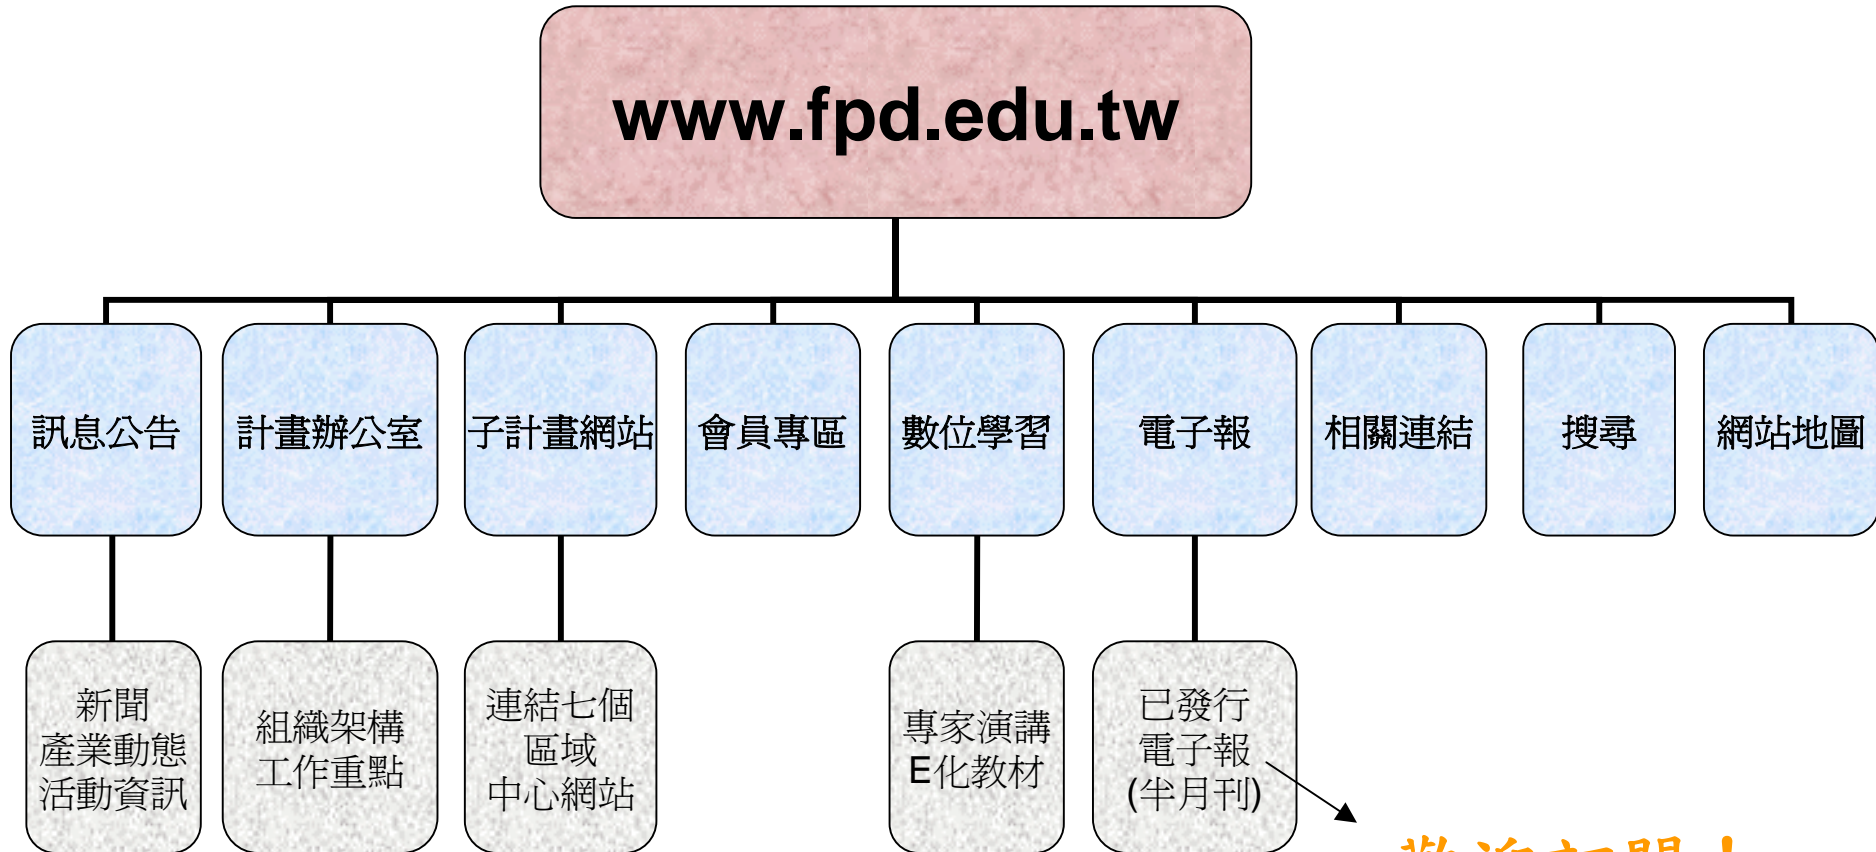 www.fpd.edu.tw
訊息公告
計畫辦公室
子計畫網站
會員專區
數位學習
電子報
相關連結
搜尋
網站地圖
新聞
產業動態
活動資訊
組織架構
工作重點
連結七個
區域
中心網站
專家演講
E化教材
已發行
電子報
(半月刊)
歡迎訂閱！